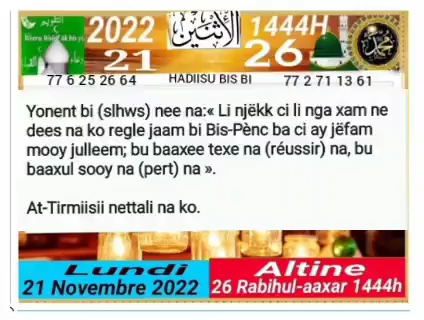 2022 الأثنين 1444H
21 26
77 6 25 26 64 HADIISU BIS BI 77 2 71 13 61
Yonent bi (slhws) nee na:« Li njëkk ci li nga xam ne
dees na ko regle jaam bi Bis-Pènc ba ci ay jëfam
mooy julleem; bu baaxee texe na (réussir) na, bu
baaxul sooy na (pert) na ».
At-Tirmiisii nettali na ko.
Lundi Altine
21 Novembre 2022 26 Rabihul-aaxar 1444h